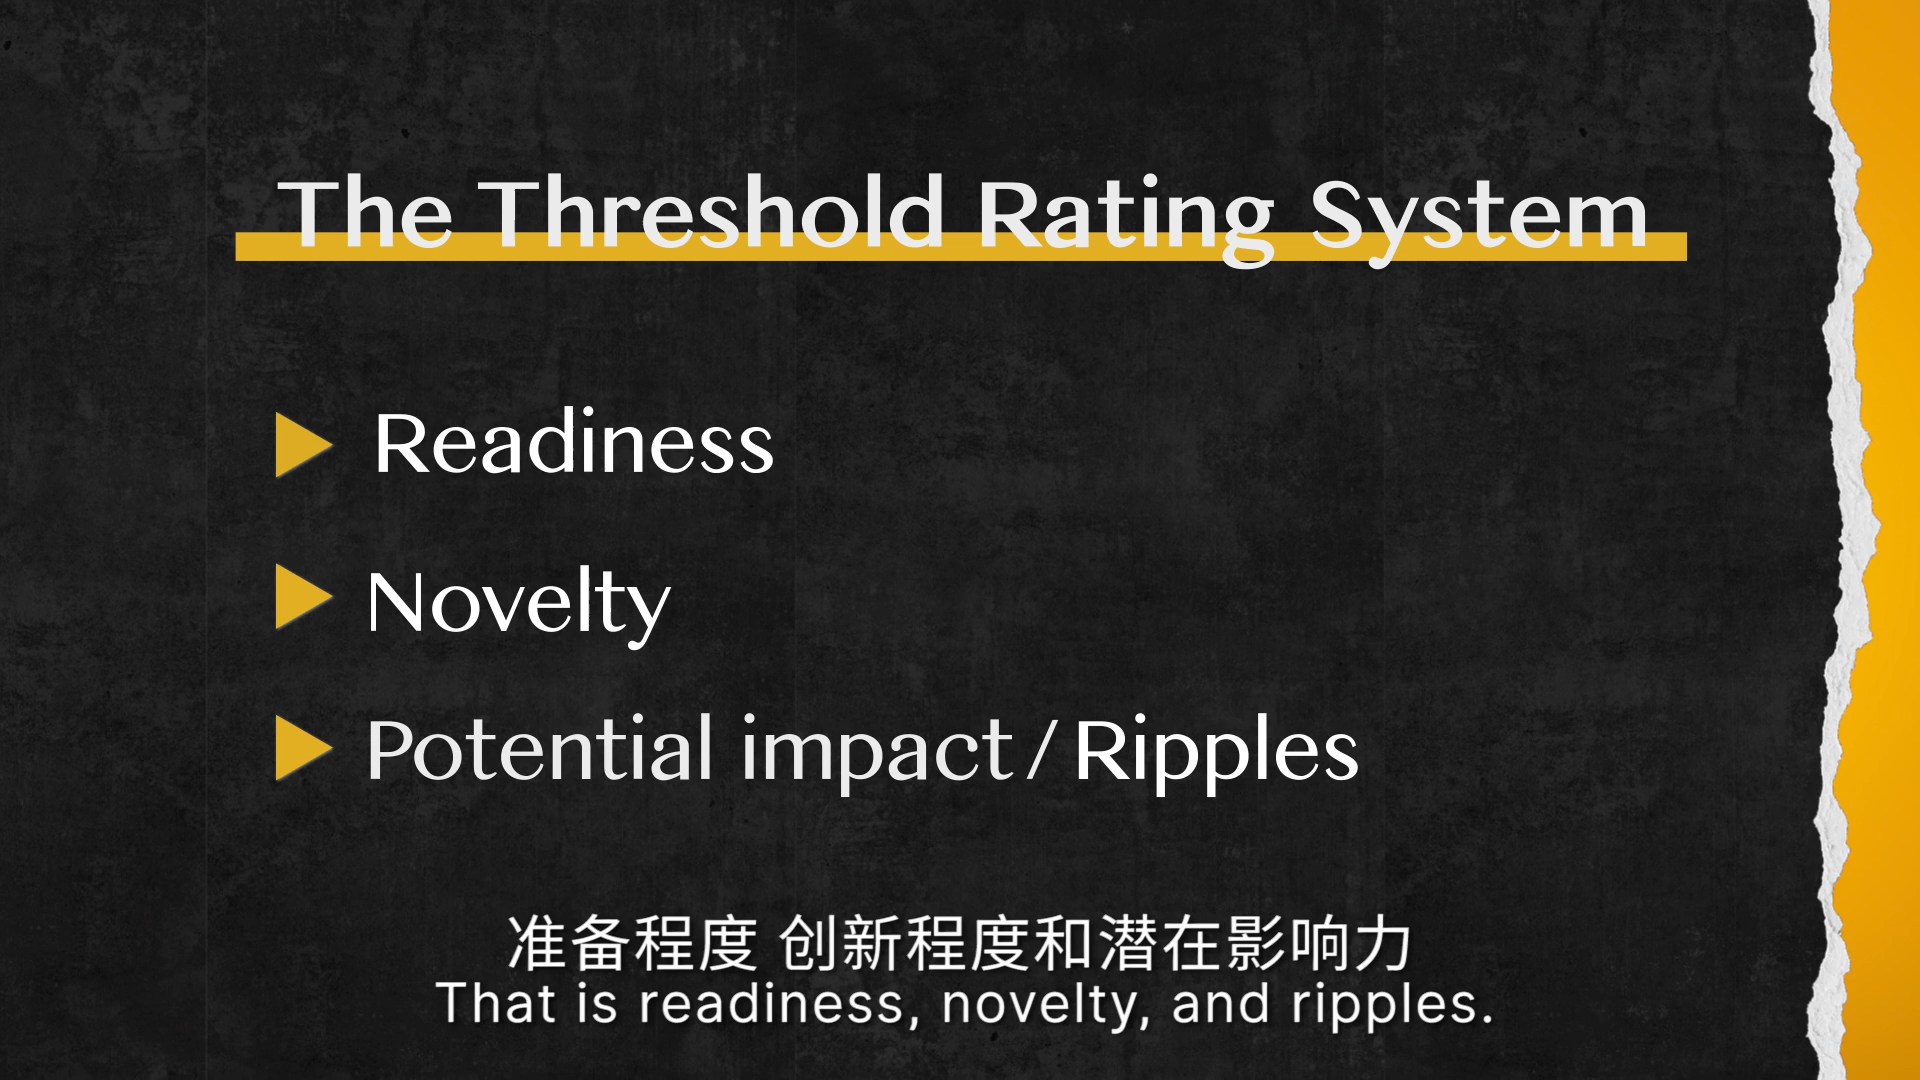 The Threshold Rating System
Readiness
Novelty
Potential impact / Ripples
准备程度 创新程度和潜在影响力
That is readiness, novelty, and ripples.